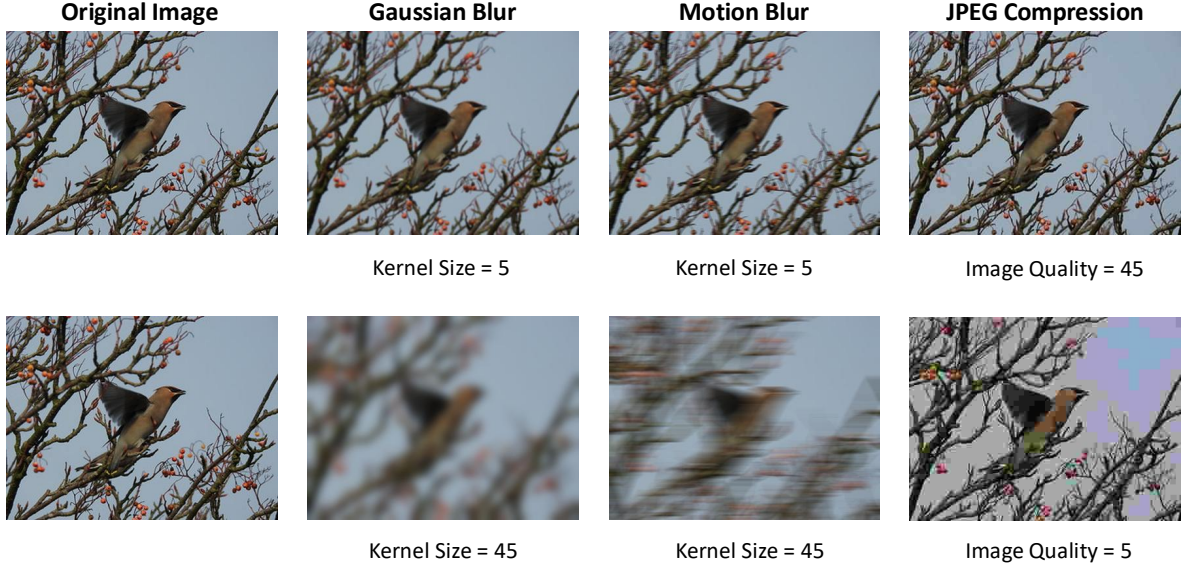 Original Image
Gaussian Blur
Motion Blur
JPEG Compression
Kernel Size = 5
Kernel Size = 5
Image Quality = 45
Kernel Size = 45
Kernel Size = 45
Image Quality = 5